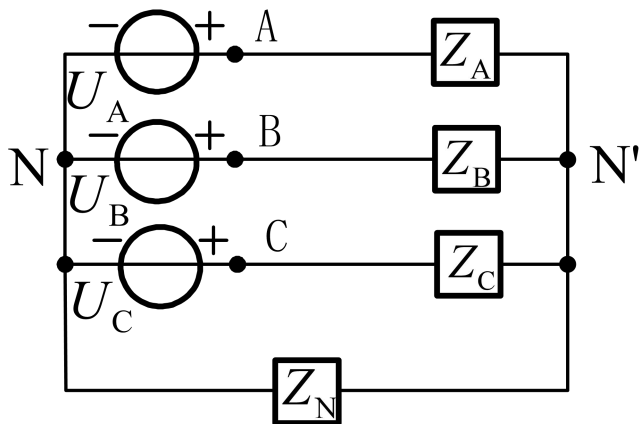 − + A Z_A
U_A
− + B Z_B
N N'
U_B
− + C Z_C
U_C
Z_N